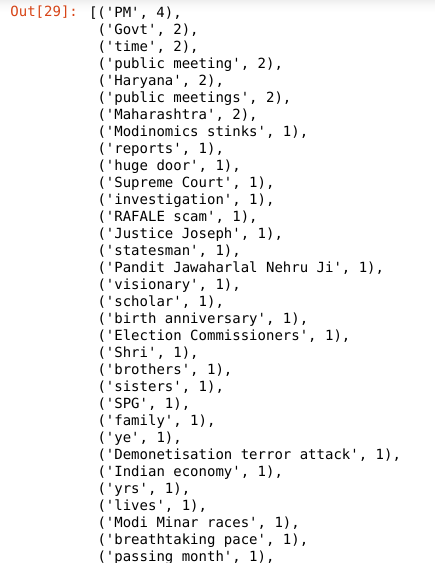 Out[29]: [('PM', 4),
('Govt', 2),
('time', 2),
('public meeting', 2),
('Haryana', 2),
('public meetings', 2),
('Maharashtra', 2),
('Modinomics stinks', 1),
('reports', 1),
('huge door', 1),
('Supreme Court', 1),
('investigation', 1),
('RAFALE scam', 1),
('Justice Joseph', 1),
('statesman', 1),
('Pandit Jawaharlal Nehru Ji', 1),
('visionary', 1),
('scholar', 1),
('birth anniversary', 1),
('Election Commissioners', 1),
('Shri', 1),
('brothers', 1),
('sisters', 1),
('SPG', 1),
('family', 1),
('ye', 1),
('Demonetisation terror attack', 1),
('Indian economy', 1),
('yrs', 1),
('lives', 1),
('Modi Minar races', 1),
('breathtaking pace', 1),
('passing month', 1),